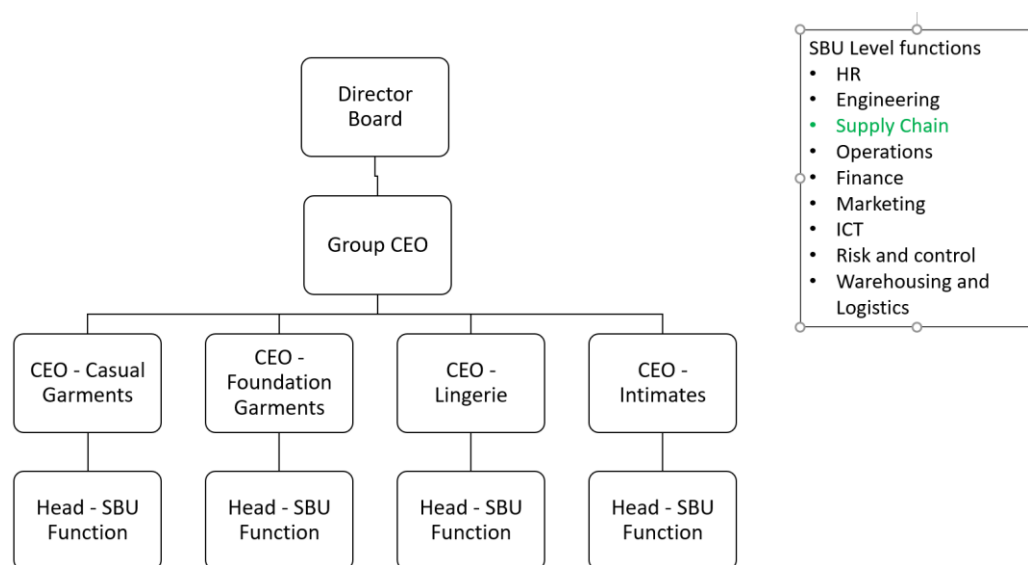 Director
Board
Group CEO
CEO - Casual
Garments
CEO -
Foundation
Garments
CEO -
Lingerie
CEO -
Intimates
Head - SBU
Function
Head - SBU
Function
Head - SBU
Function
Head - SBU
Function
SBU Level functions
• HR
• Engineering
• Supply Chain
• Operations
• Finance
• Marketing
• ICT
• Risk and control
• Warehousing and
Logistics